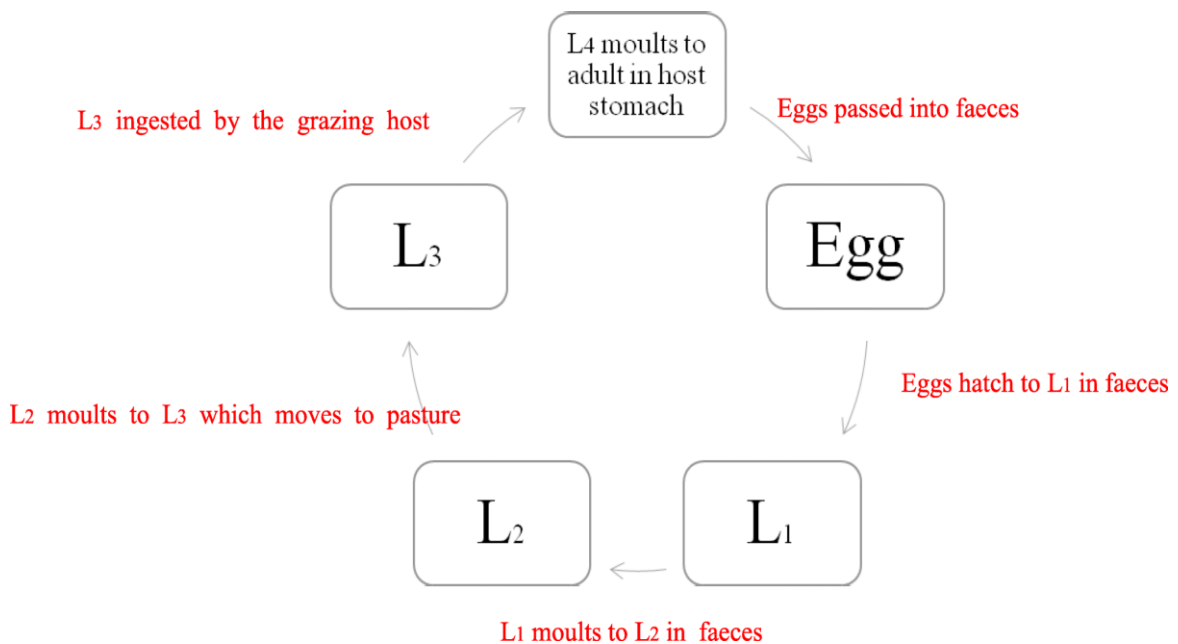 L4 moults to
adult in host
stomach
Eggs passed into faeces
Egg
Eggs hatch to L1 in faeces
L1
L1 moults to L2 in faeces
L2
L2 moults to L3 which moves to pasture
L3
L3 ingested by the grazing host